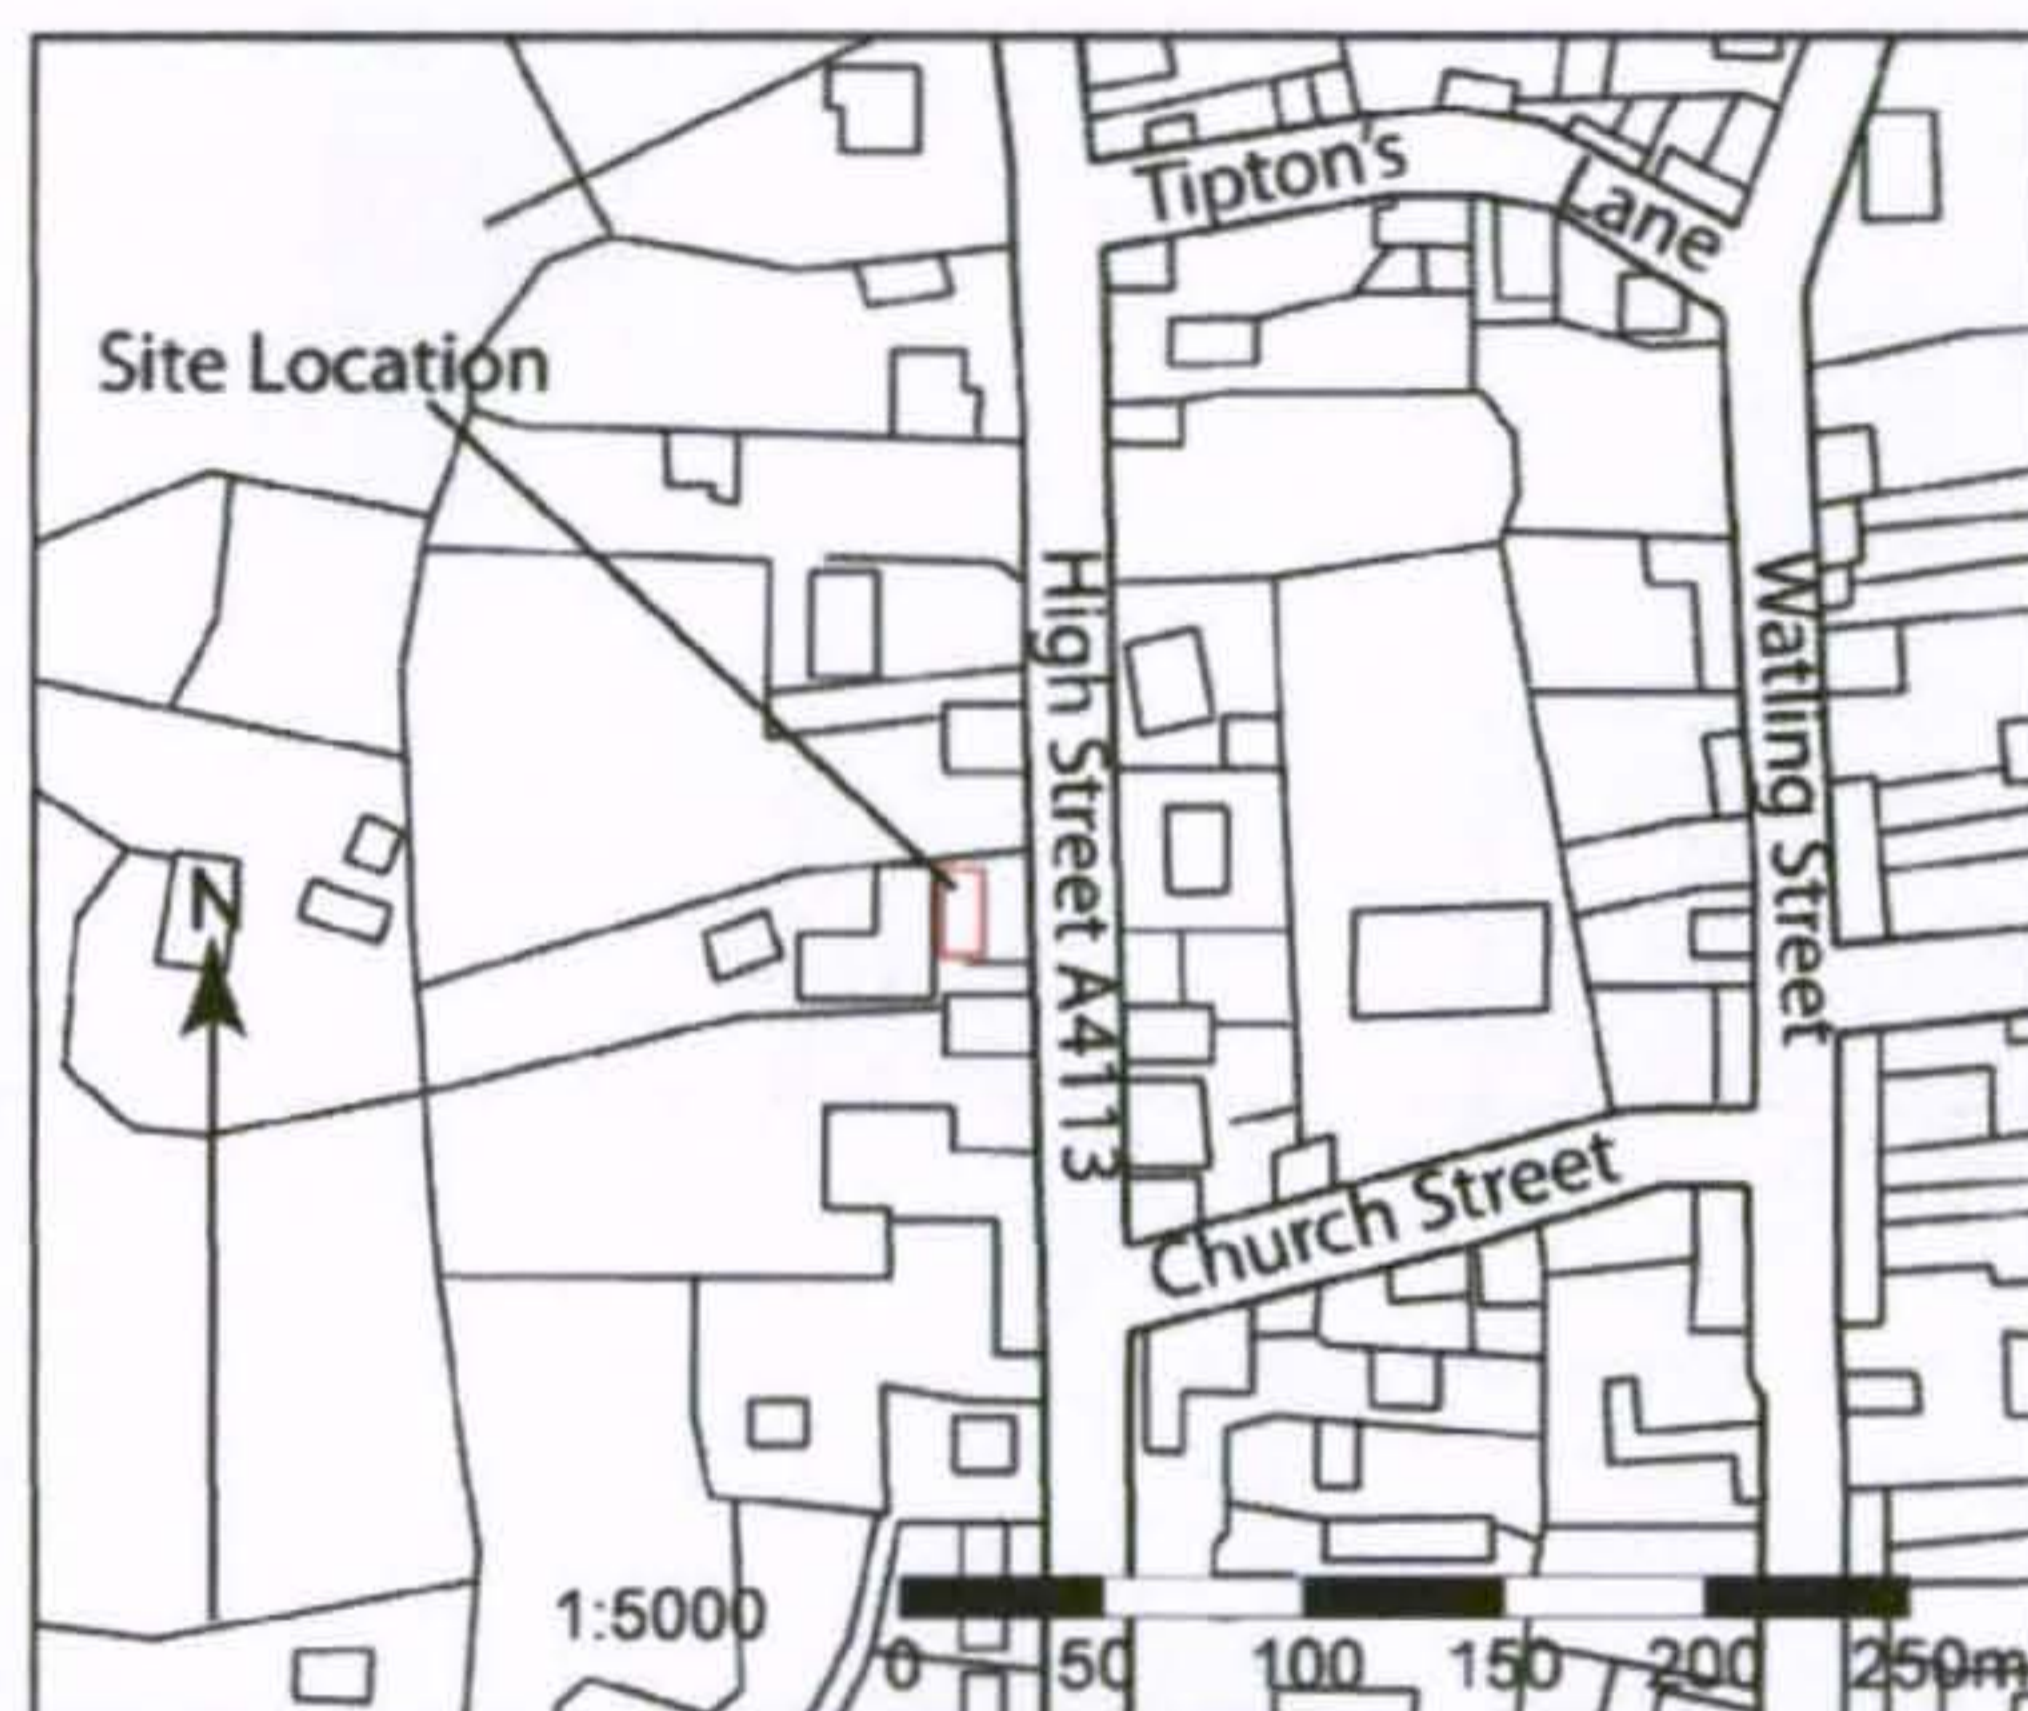 Tipton's Lane
Site Location
High Street A4113
Watling Street
N
Church Street
1:5000
0 50 100 150 200 250m